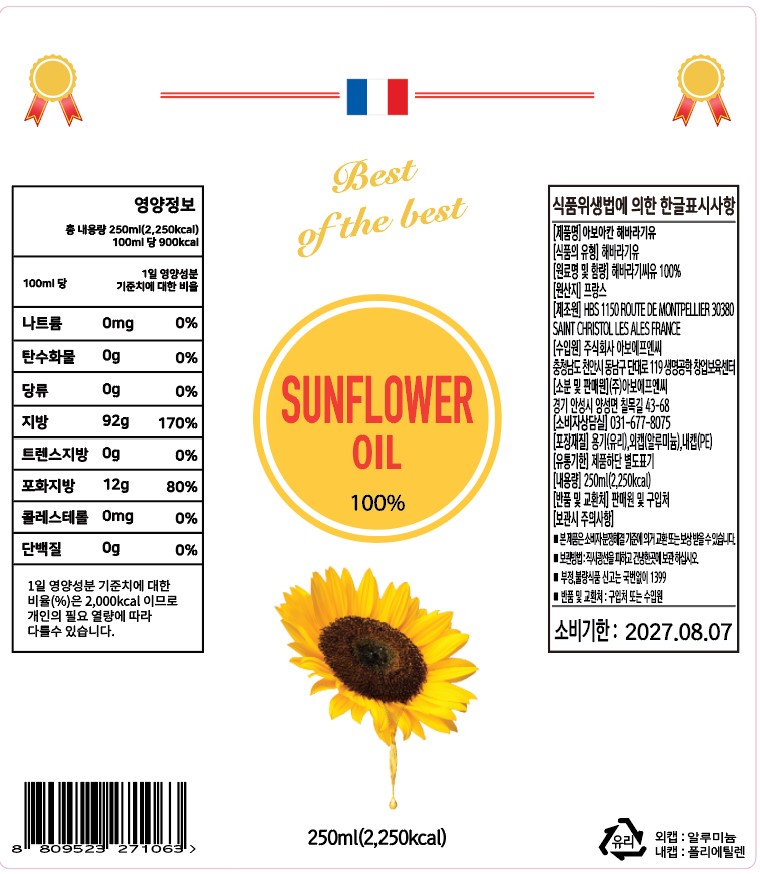 Best
of the best
영양정보
총 내용량 250ml(2,250kcal)
100ml 당 900kcal
100ml 당 1일 영양성분 기준치에 대한 비율
나트륨 0mg 0%
탄수화물 0g 0%
당류 0g 0%
지방 92g 170%
트랜스지방 0g 0%
포화지방 12g 80%
콜레스테롤 0mg 0%
단백질 0g 0%
1일 영양성분 기준치에 대한
비율(%)은 2,000kcal 이므로
개인의 필요 열량에 따라
다를수 있습니다.
SUNFLOWER
OIL
100%
250ml(2,250kcal)
식품위생법에 의한 한글표시사항
[제품명] 아보아칸 해바라기유
[식품의 유형] 해바라기유
[원료명 및 함량] 해바라기씨유 100%
[원산지] 프랑스
[제조원] HBS 1150 ROUTE DE MONTPELLIER 30380
SAINT CHRISTOL LES ALES FRANCE
[수입원] 주식회사 아보에프엔씨
충청남도 천안시 동남구 단대로 119 생명공학 창업보육센터
[소분 및 판매원](주)아보에프엔씨
경기 안성시 양성면 칠목길 43-68
[소비자상담실] 031-677-8075
[포장재질] 용기(유리),외캡(알루미늄),내캡(PE)
[유통기한] 제품하단 별도표기
[내용량] 250ml(2,250kcal)
[반품 및 교환처] 판매원 및 구입처
[보관시 주의사항]
■ 본 제품은 소비자 분쟁해결 기준에 의거 교환 또는 보상 받을 수 있습니다.
■ 보관방법 : 직사광선을 피하고 건냉한곳에 보관 하십시오.
■ 부정,불량식품 신고는 국번없이 1399
■ 반품 및 교환처 : 구입처 또는 수입원
소비기한 : 2027.08.07
8 809523 271063 >
유리
외캡 : 알루미늄
내캡 : 폴리에틸렌